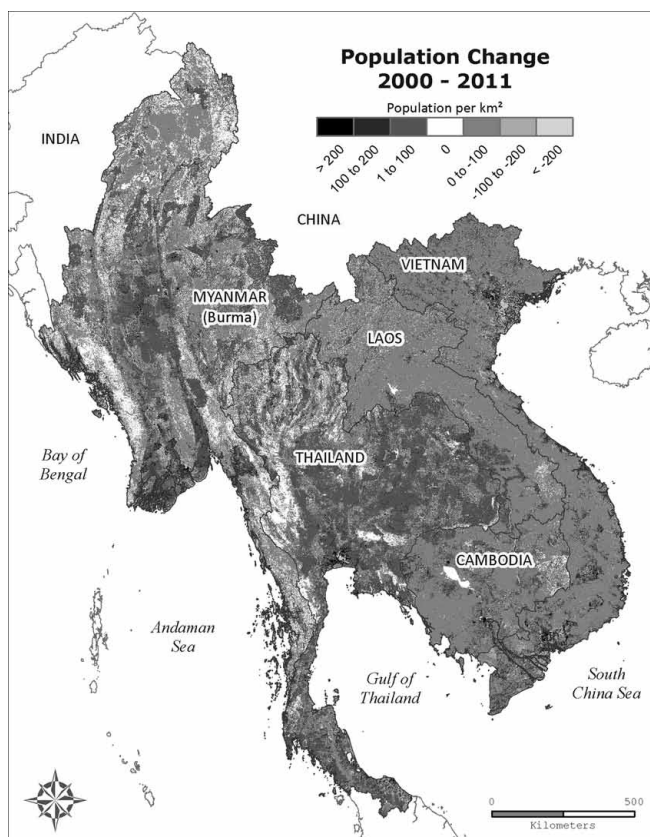 Population Change
2000 - 2011
Population per km²
> 200
100 to 200
1 to 100
0
0 to -100
-100 to -200
< -200
INDIA
CHINA
VIETNAM
MYANMAR
(Burma)
LAOS
Bay of
Bengal
THAILAND
CAMBODIA
Andaman
Sea
Gulf of
Thailand
South
China Sea
0
500
Kilometers